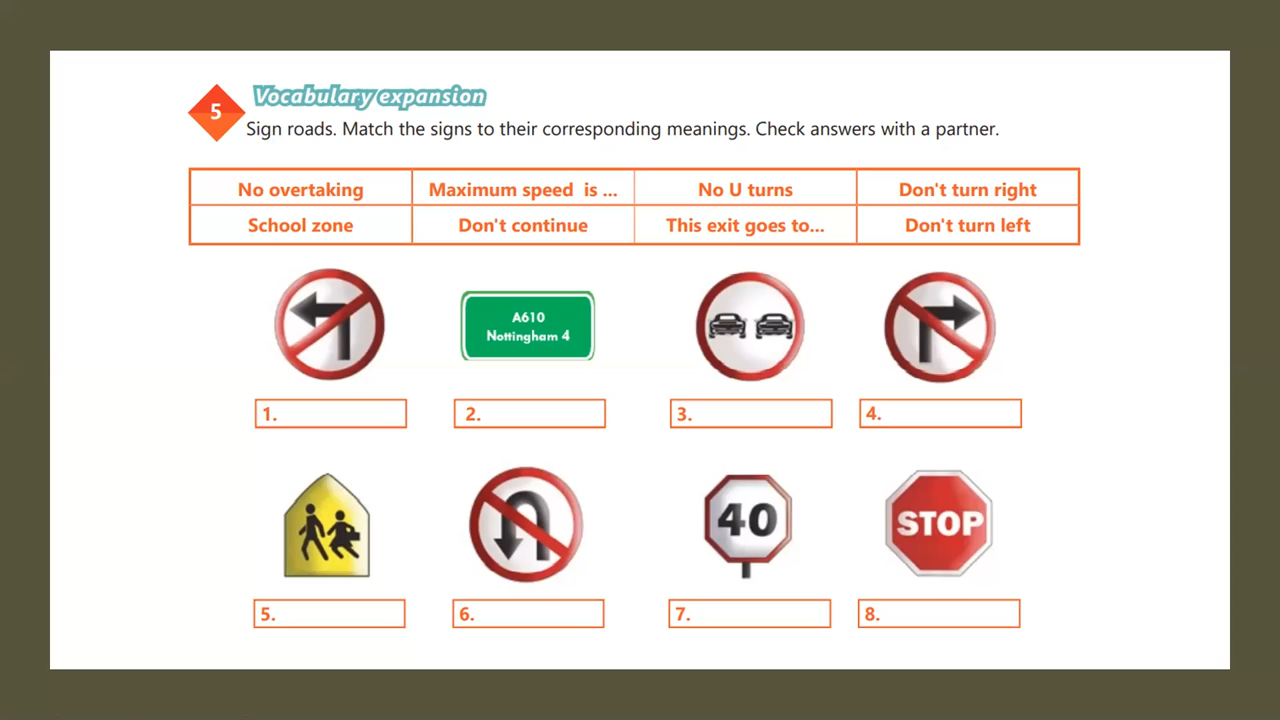 5
Vocabulary expansion
Sign roads. Match the signs to their corresponding meanings. Check answers with a partner.
No overtaking
Maximum speed is ...
No U turns
Don't turn right
School zone
Don't continue
This exit goes to...
Don't turn left
A610
Nottingham 4
1.
2.
3.
4.
40
STOP
5.
6.
7.
8.